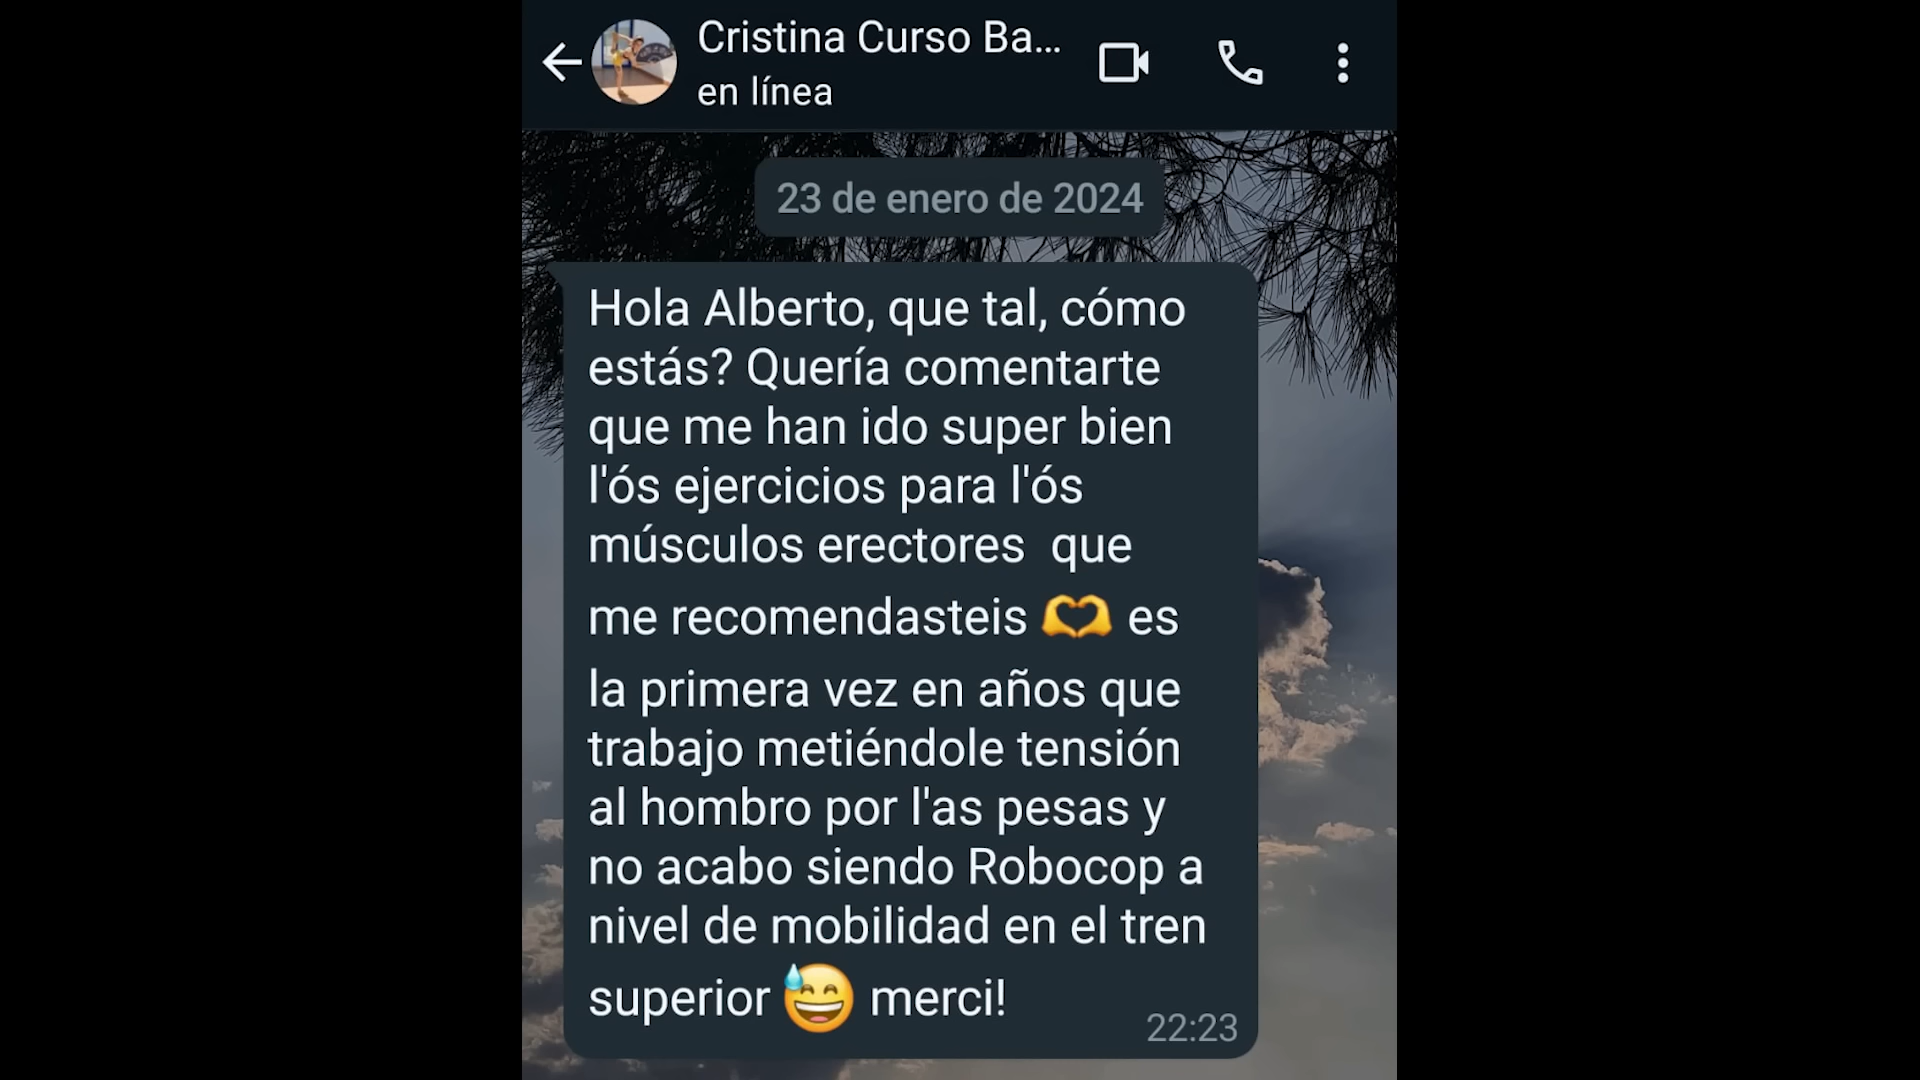 Cristina Curso Ba...
en línea
23 de enero de 2024
Hola Alberto, que tal, cómo
estás? Quería comentarte
que me han ido super bien
l'ós ejercicios para l'ós
músculos erectores  que
me recomendasteis 🫶 es
la primera vez en años que
trabajo metiéndole tensión
al hombro por l'as pesas y
no acabo siendo Robocop a
nivel de mobilidad en el tren
superior 😅 merci!
22:23